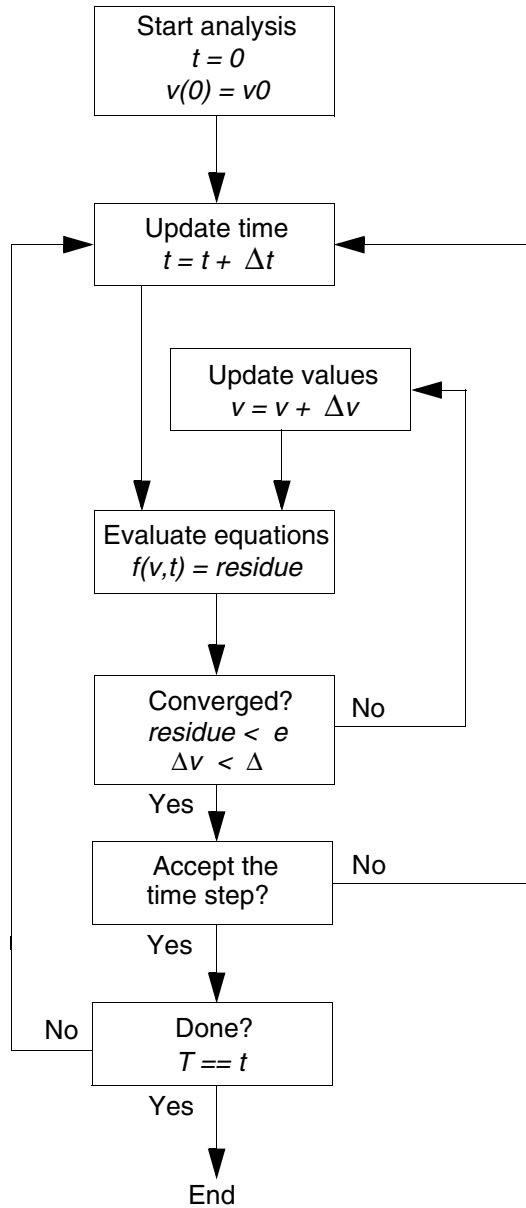 Start analysis
t = 0
v(0) = v0
Update time
t = t + Δt
Update values
v = v + Δv
Evaluate equations
f(v,t) = residue
Converged?
residue < e
Δv < Δ
No
Yes
Accept the
time step?
No
Yes
Done?
T == t
No
Yes
End